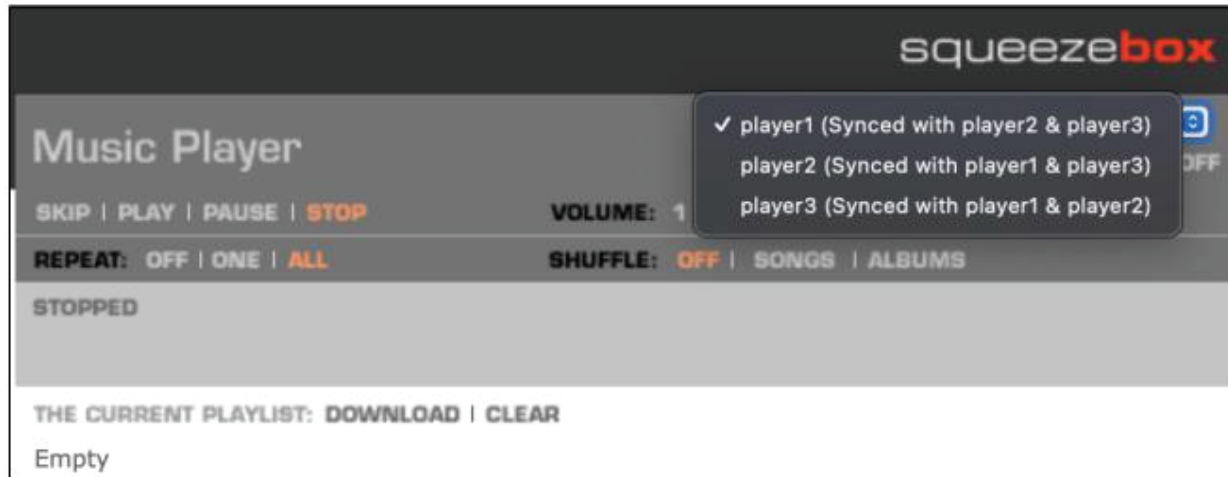 squeezebox
Music Player
✓ player1 (Synced with player2 & player3)
player2 (Synced with player1 & player3)
player3 (Synced with player1 & player2)
OFF
SKIP | PLAY | PAUSE | STOP VOLUME: 1
REPEAT: OFF | ONE | ALL SHUFFLE: OFF | SONGS | ALBUMS
STOPPED
THE CURRENT PLAYLIST: DOWNLOAD | CLEAR
Empty